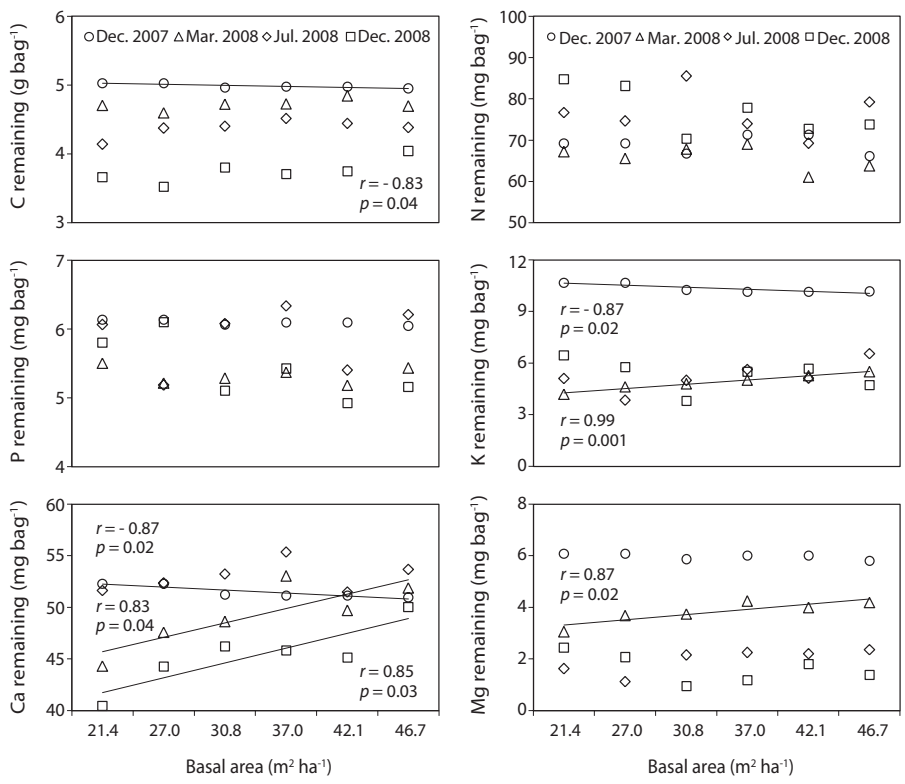 C remaining (g bag⁻¹)
6
5
4
3
○ Dec. 2007 △ Mar. 2008 ◇ Jul. 2008 □ Dec. 2008
r = - 0.83
p = 0.04
N remaining (mg bag⁻¹)
100
90
80
70
60
50
○ Dec. 2007 △ Mar. 2008 ◇ Jul. 2008 □ Dec. 2008
P remaining (mg bag⁻¹)
7
6
5
4
K remaining (mg bag⁻¹)
12
9
6
3
0
r = - 0.87
p = 0.02
r = 0.99
p = 0.001
Ca remaining (mg bag⁻¹)
60
55
50
45
40
r = - 0.87
p = 0.02
r = 0.83
p = 0.04
r = 0.85
p = 0.03
21.4 27.0 30.8 37.0 42.1 46.7
Basal area (m² ha⁻¹)
Mg remaining (mg bag⁻¹)
8
6
4
2
0
r = 0.87
p = 0.02
21.4 27.0 30.8 37.0 42.1 46.7
Basal area (m² ha⁻¹)